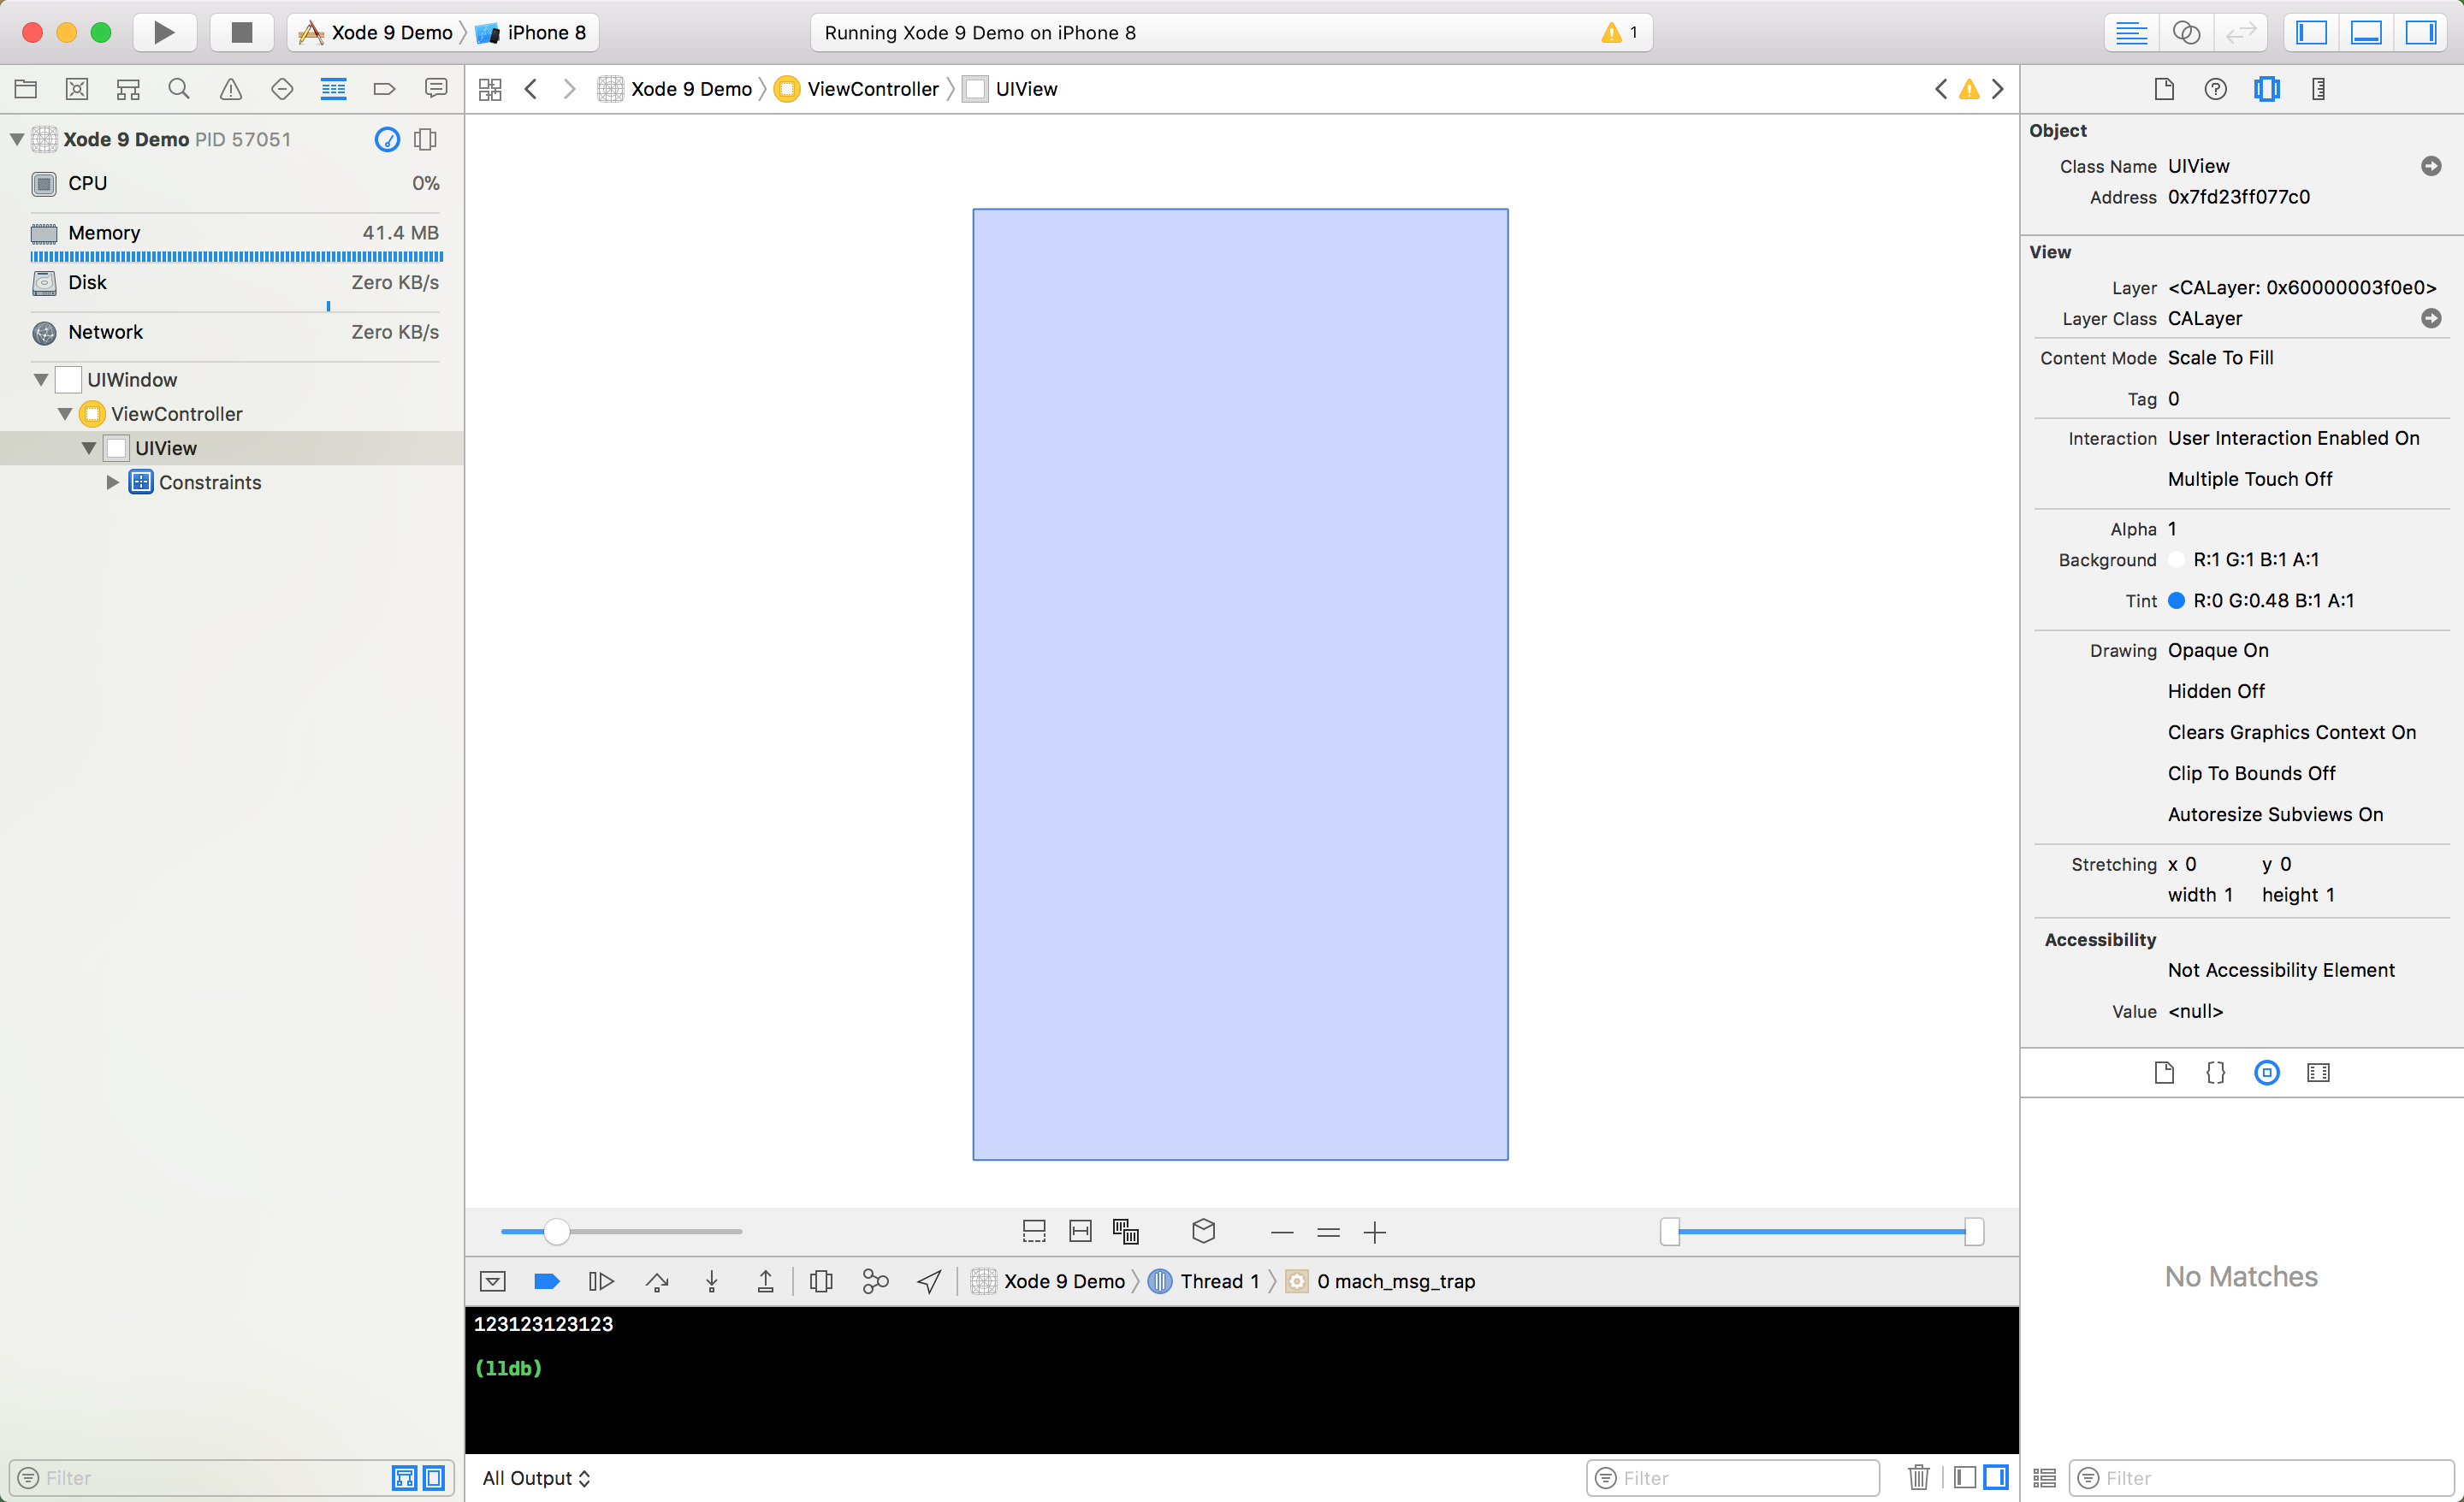 Xode 9 Demo iPhone 8
Running Xode 9 Demo on iPhone 8
1
Xode 9 Demo ViewController UIView
Xode 9 Demo PID 57051
CPU 0%
Memory 41.4 MB
Disk Zero KB/s
Network Zero KB/s
UIWindow
ViewController
UIView
Constraints
Filter
Xode 9 Demo Thread 1 0 mach_msg_trap
123123123123
(lldb)
All Output
Filter
Object
Class Name UIView
Address 0x7fd23ff077c0
View
Layer <CALayer: 0x60000003f0e0>
Layer Class CALayer
Content Mode Scale To Fill
Tag 0
Interaction User Interaction Enabled On
Multiple Touch Off
Alpha 1
Background R:1 G:1 B:1 A:1
Tint R:0 G:0.48 B:1 A:1
Drawing Opaque On
Hidden Off
Clears Graphics Context On
Clip To Bounds Off
Autoresize Subviews On
Stretching x 0 y 0
width 1 height 1
Accessibility
Not Accessibility Element
Value <null>
No Matches
Filter